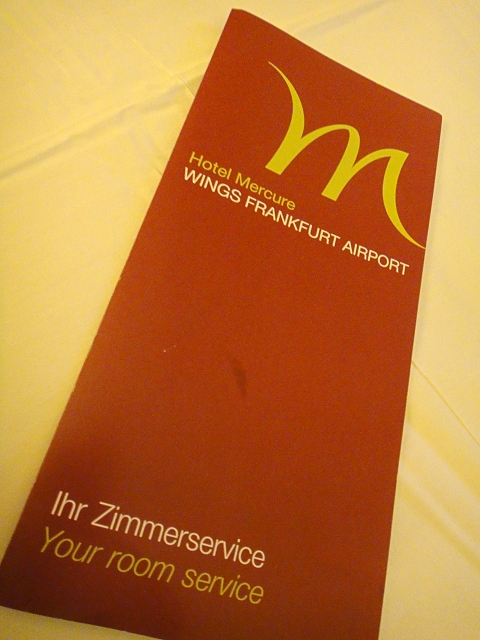 Hotel Mercure
WINGS FRANKFURT AIRPORT
Ihr Zimmerservice
Your room service